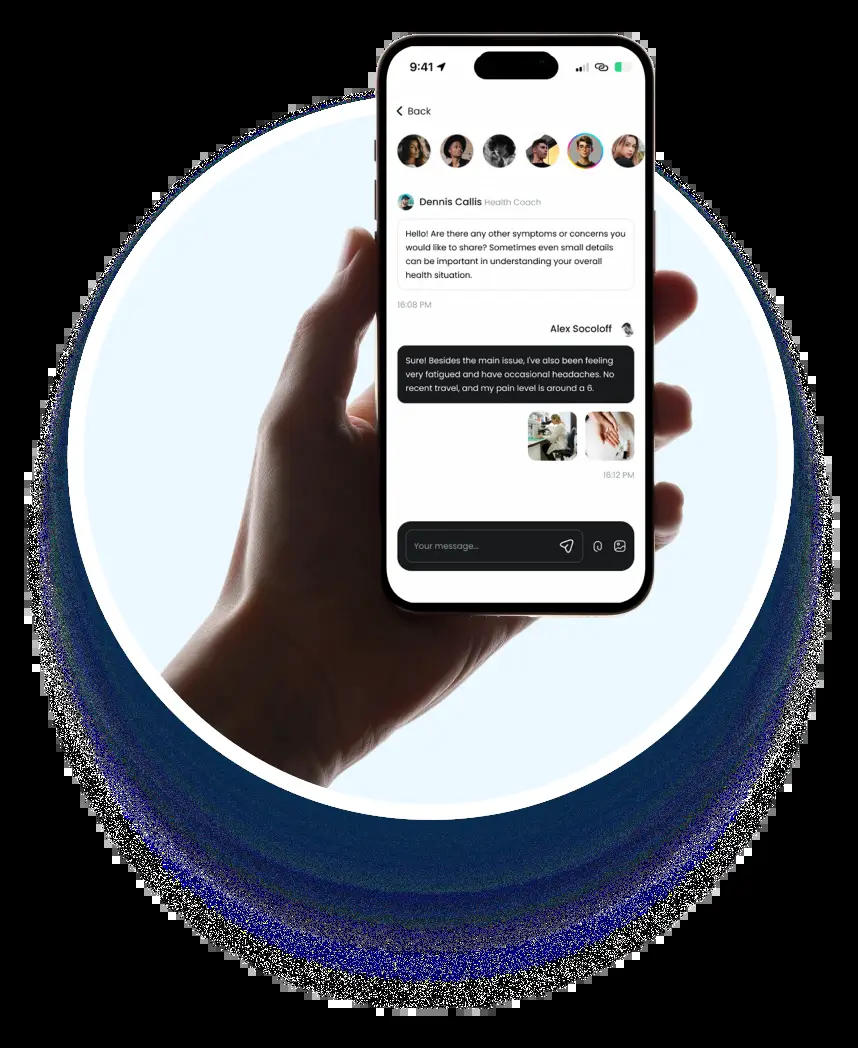 9:41
Back
Dennis Callis Health Coach
Hello! Are there any other symptoms or concerns you
would like to share? Sometimes even small details
can be important in understanding your overall
health situation.
16:08 PM
Alex Socoloff
Sure! Besides the main issue, I've also been feeling
very fatigued and have occasional headaches. No
recent travel, and my pain level is around a 6.
16:12 PM
Your message...